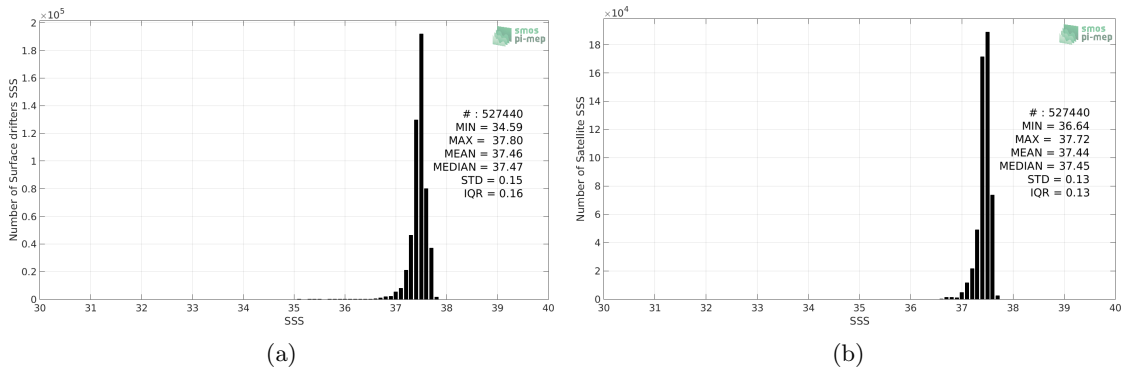 ×10⁵
2
1.8
1.6
1.4
1.2
1
0.8
0.6
0.4
0.2
0
Number of Surface drifters SSS
smos
pi-mep
# : 527440
MIN = 34.59
MAX = 37.80
MEAN = 37.46
MEDIAN = 37.47
STD = 0.15
IQR = 0.16
30 31 32 33 34 35 36 37 38 39 40
SSS
(a)
×10⁴
18
16
14
12
10
8
6
4
2
0
Number of Satellite SSS
smos
pi-mep
# : 527440
MIN = 36.64
MAX = 37.72
MEAN = 37.44
MEDIAN = 37.45
STD = 0.13
IQR = 0.13
30 31 32 33 34 35 36 37 38 39 40
SSS
(b)